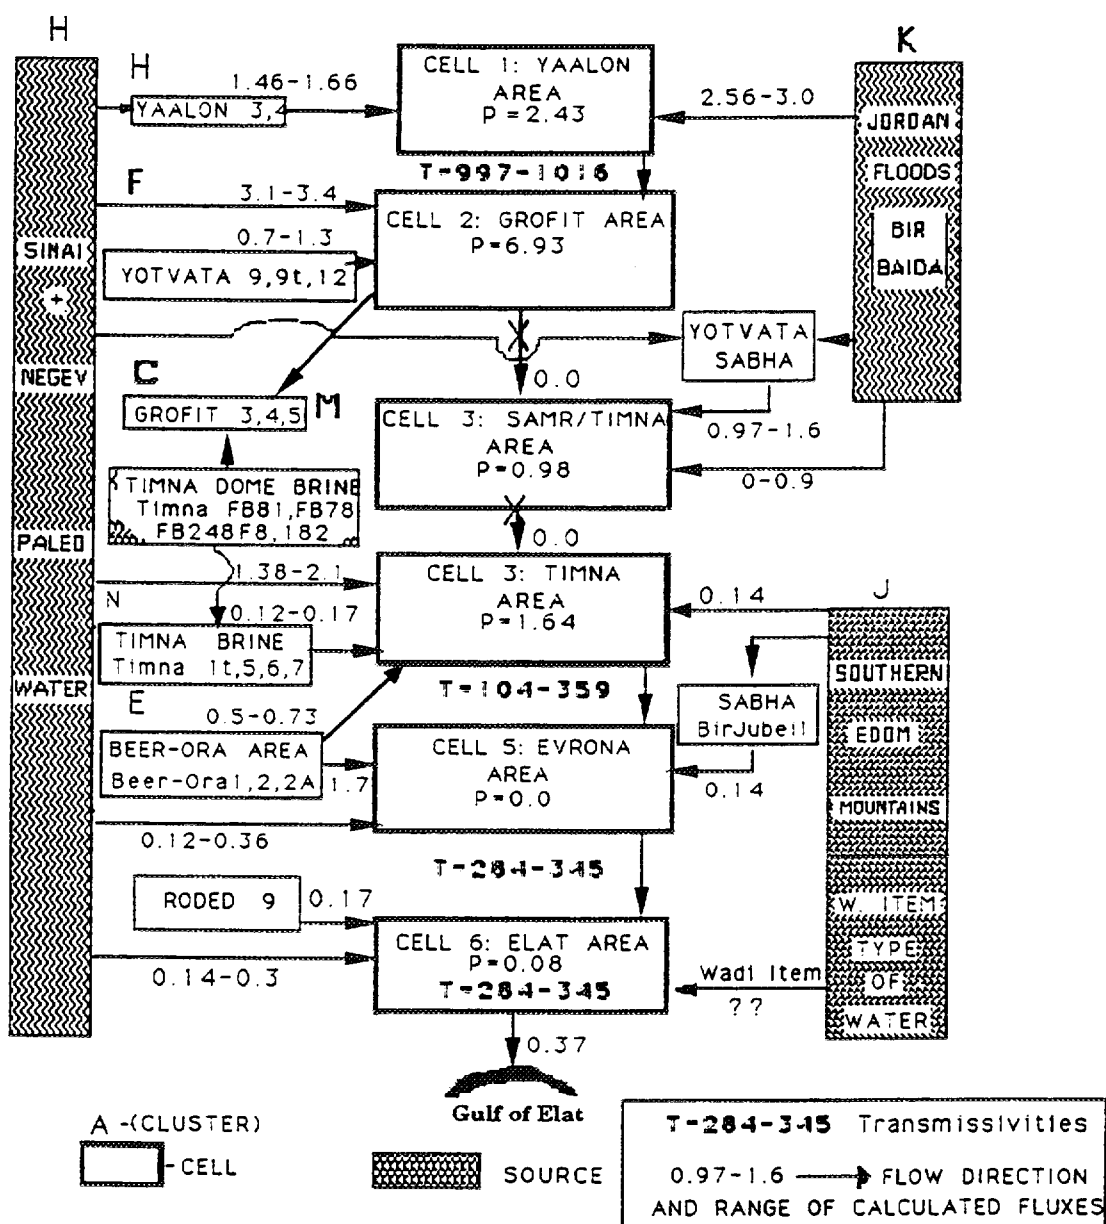 H
K
H
1.46-1.66
YAALON 3,4
CELL 1: YAALON
AREA
P=2.43
2.56-3.0
JORDAN
FLOODS
BIR
BAIDA
T-997-1016
F
3.1-3.4
CELL 2: GROFIT AREA
P=6.93
0.7-1.3
YOTVATA 9,9t,12
SINAI
+
NEGEV
PALEO
WATER
YOTVATA
SABHA
0.0
C
GROFIT 3,4,5
M
CELL 3: SAMR/TIMNA
AREA
P=0.98
0.97-1.6
0-0.9
TIMNA DOME BRINE
Timna FB81,FB78
FB248F8,182
0.0
1.38-2.1
CELL 3: TIMNA
AREA
P=1.64
0.14
J
N
0.12-0.17
TIMNA BRINE
Timna 1t,5,6,7
T-104-359
SOUTHERN
EDOM
MOUNTAINS
W. ITEM
TYPE
OF
WATER
SABHA
BirJubeil
E
0.5-0.73
BEER-ORA AREA
Beer-Ora1,2,2A
1.7
CELL 5: EVRONA
AREA
P=0.0
0.14
0.12-0.36
T-284-345
RODED 9
0.17
CELL 6: ELAT AREA
P=0.08
T-284-345
0.14-0.3
Wadi Item
??
0.37
Gulf of Elat
A -(CLUSTER)
-CELL
SOURCE
T-284-345 Transmissivities
0.97-1.6 FLOW DIRECTION
AND RANGE OF CALCULATED FLUXES